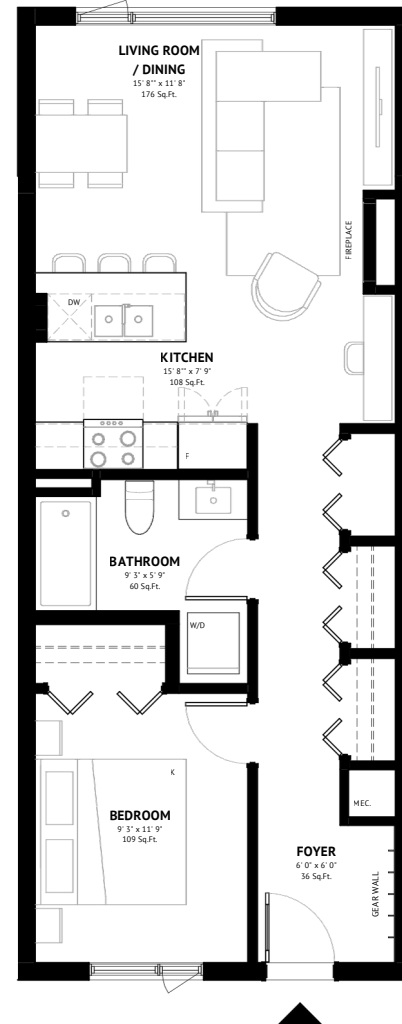 LIVING ROOM
/ DINING
15' 8"" x 11' 8"
176 Sq.Ft.
FIREPLACE
DW
KITCHEN
15' 8"" x 7' 9"
108 Sq.Ft.
F
BATHROOM
9' 3" x 5' 9"
60 Sq.Ft.
W/D
K
BEDROOM
9' 3" x 11' 9"
109 Sq.Ft.
MEC.
FOYER
6' 0" x 6' 0"
36 Sq.Ft.
GEAR WALL